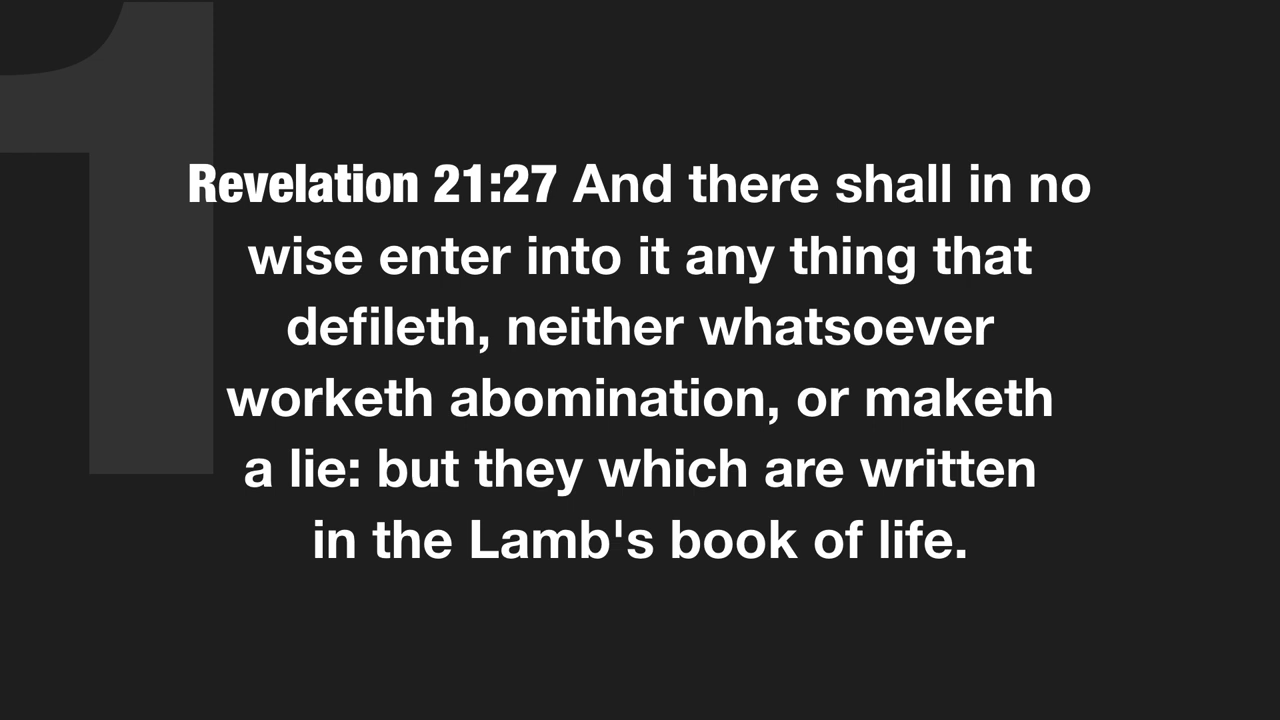 1
Revelation 21:27 And there shall in no
wise enter into it any thing that
defileth, neither whatsoever
worketh abomination, or maketh
a lie: but they which are written
in the Lamb's book of life.